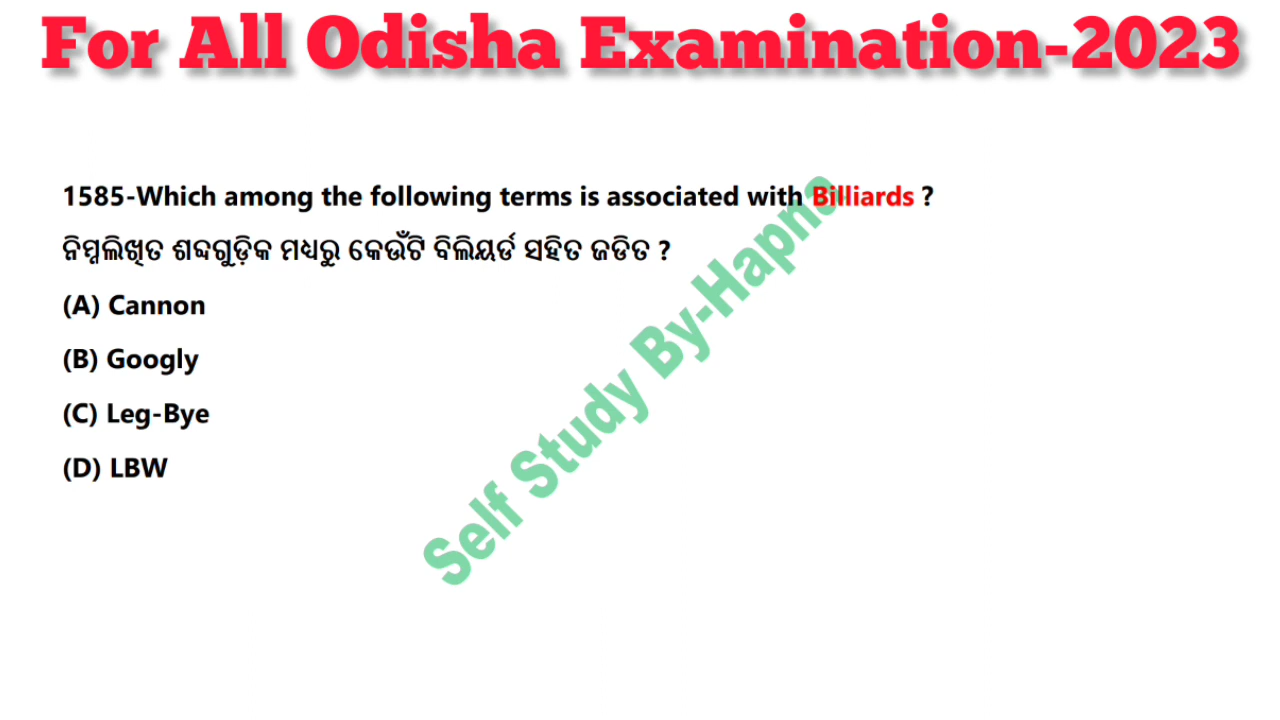 For All Odisha Examination-2023
1585-Which among the following terms is associated with Billiards ?
ନିମ୍ନଲିଖିତ ଶବ୍ଦଗୁଡ଼ିକ ମଧ୍ୟରୁ କେଉଁଟି ବିଲିୟର୍ଡ ସହିତ ଜଡିତ ?
(A) Cannon
(B) Googly
(C) Leg-Bye
(D) LBW
Self Study By-Hapna